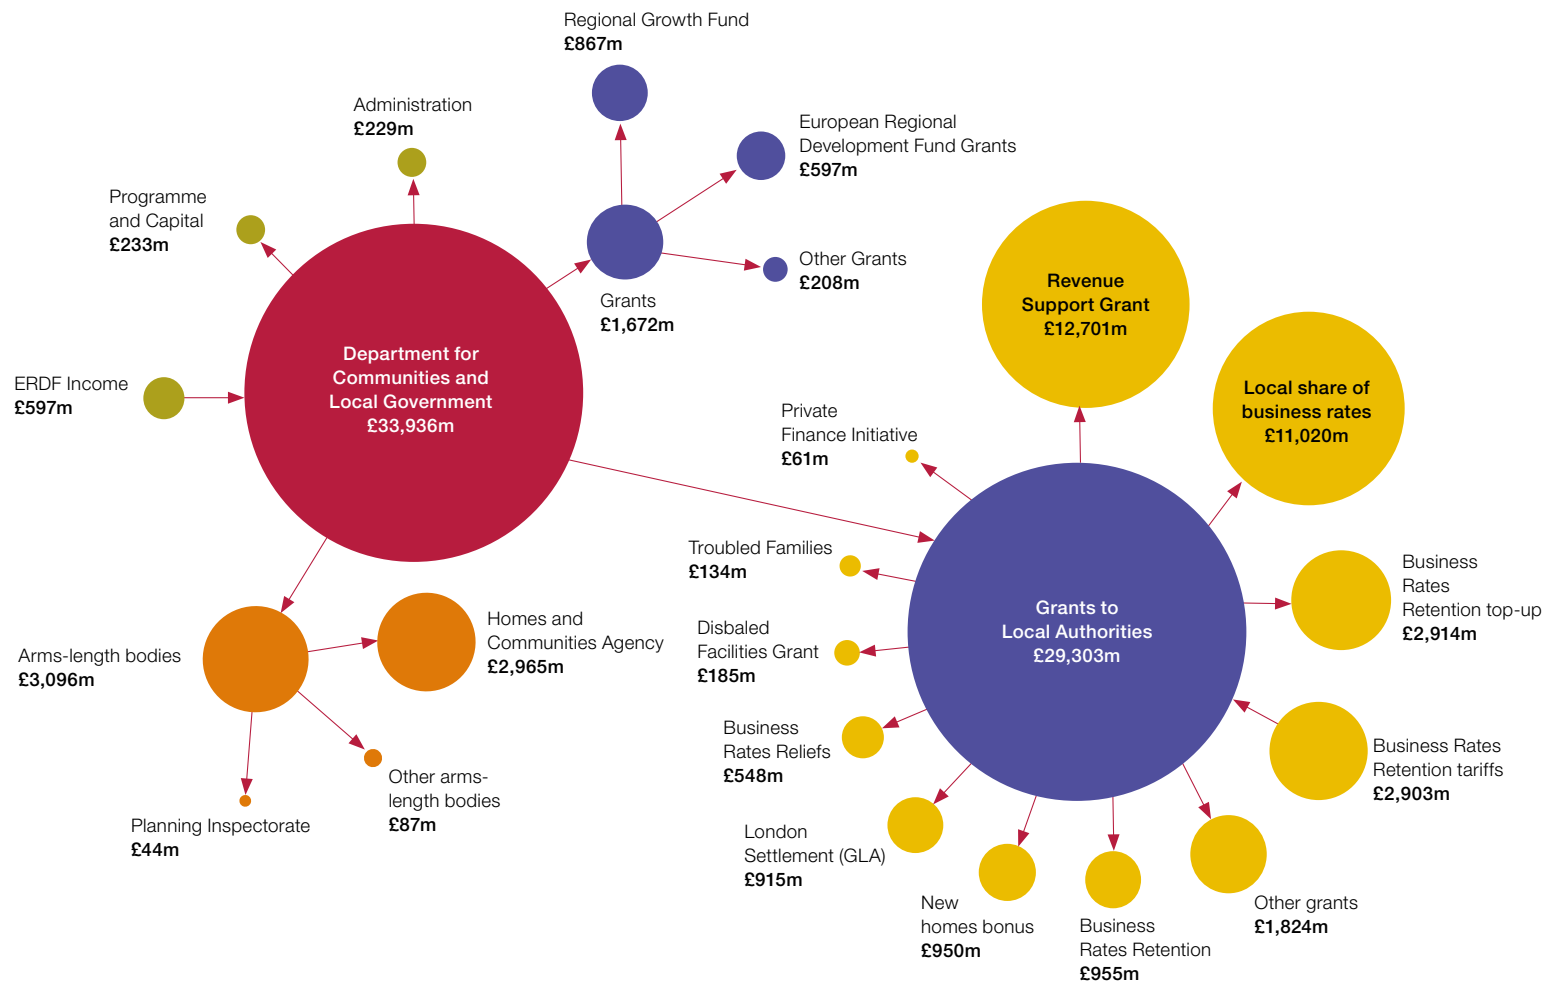 Regional Growth Fund
£867m
Administration
£229m
European Regional
Development Fund Grants
£597m
Programme
and Capital
£233m
Other Grants
£208m
Grants
£1,672m
Revenue
Support Grant
£12,701m
Department for
Communities and
Local Government
£33,936m
ERDF Income
£597m
Local share of
business rates
£11,020m
Private
Finance Initiative
£61m
Troubled Families
£134m
Business
Rates
Retention top-up
£2,914m
Grants to
Local Authorities
£29,303m
Disbaled
Facilities Grant
£185m
Homes and
Communities Agency
£2,965m
Arms-length bodies
£3,096m
Business
Rates Reliefs
£548m
Business Rates
Retention tariffs
£2,903m
Other arms-
length bodies
£87m
Planning Inspectorate
£44m
London
Settlement (GLA)
£915m
New
homes bonus
£950m
Business
Rates Retention
£955m
Other grants
£1,824m